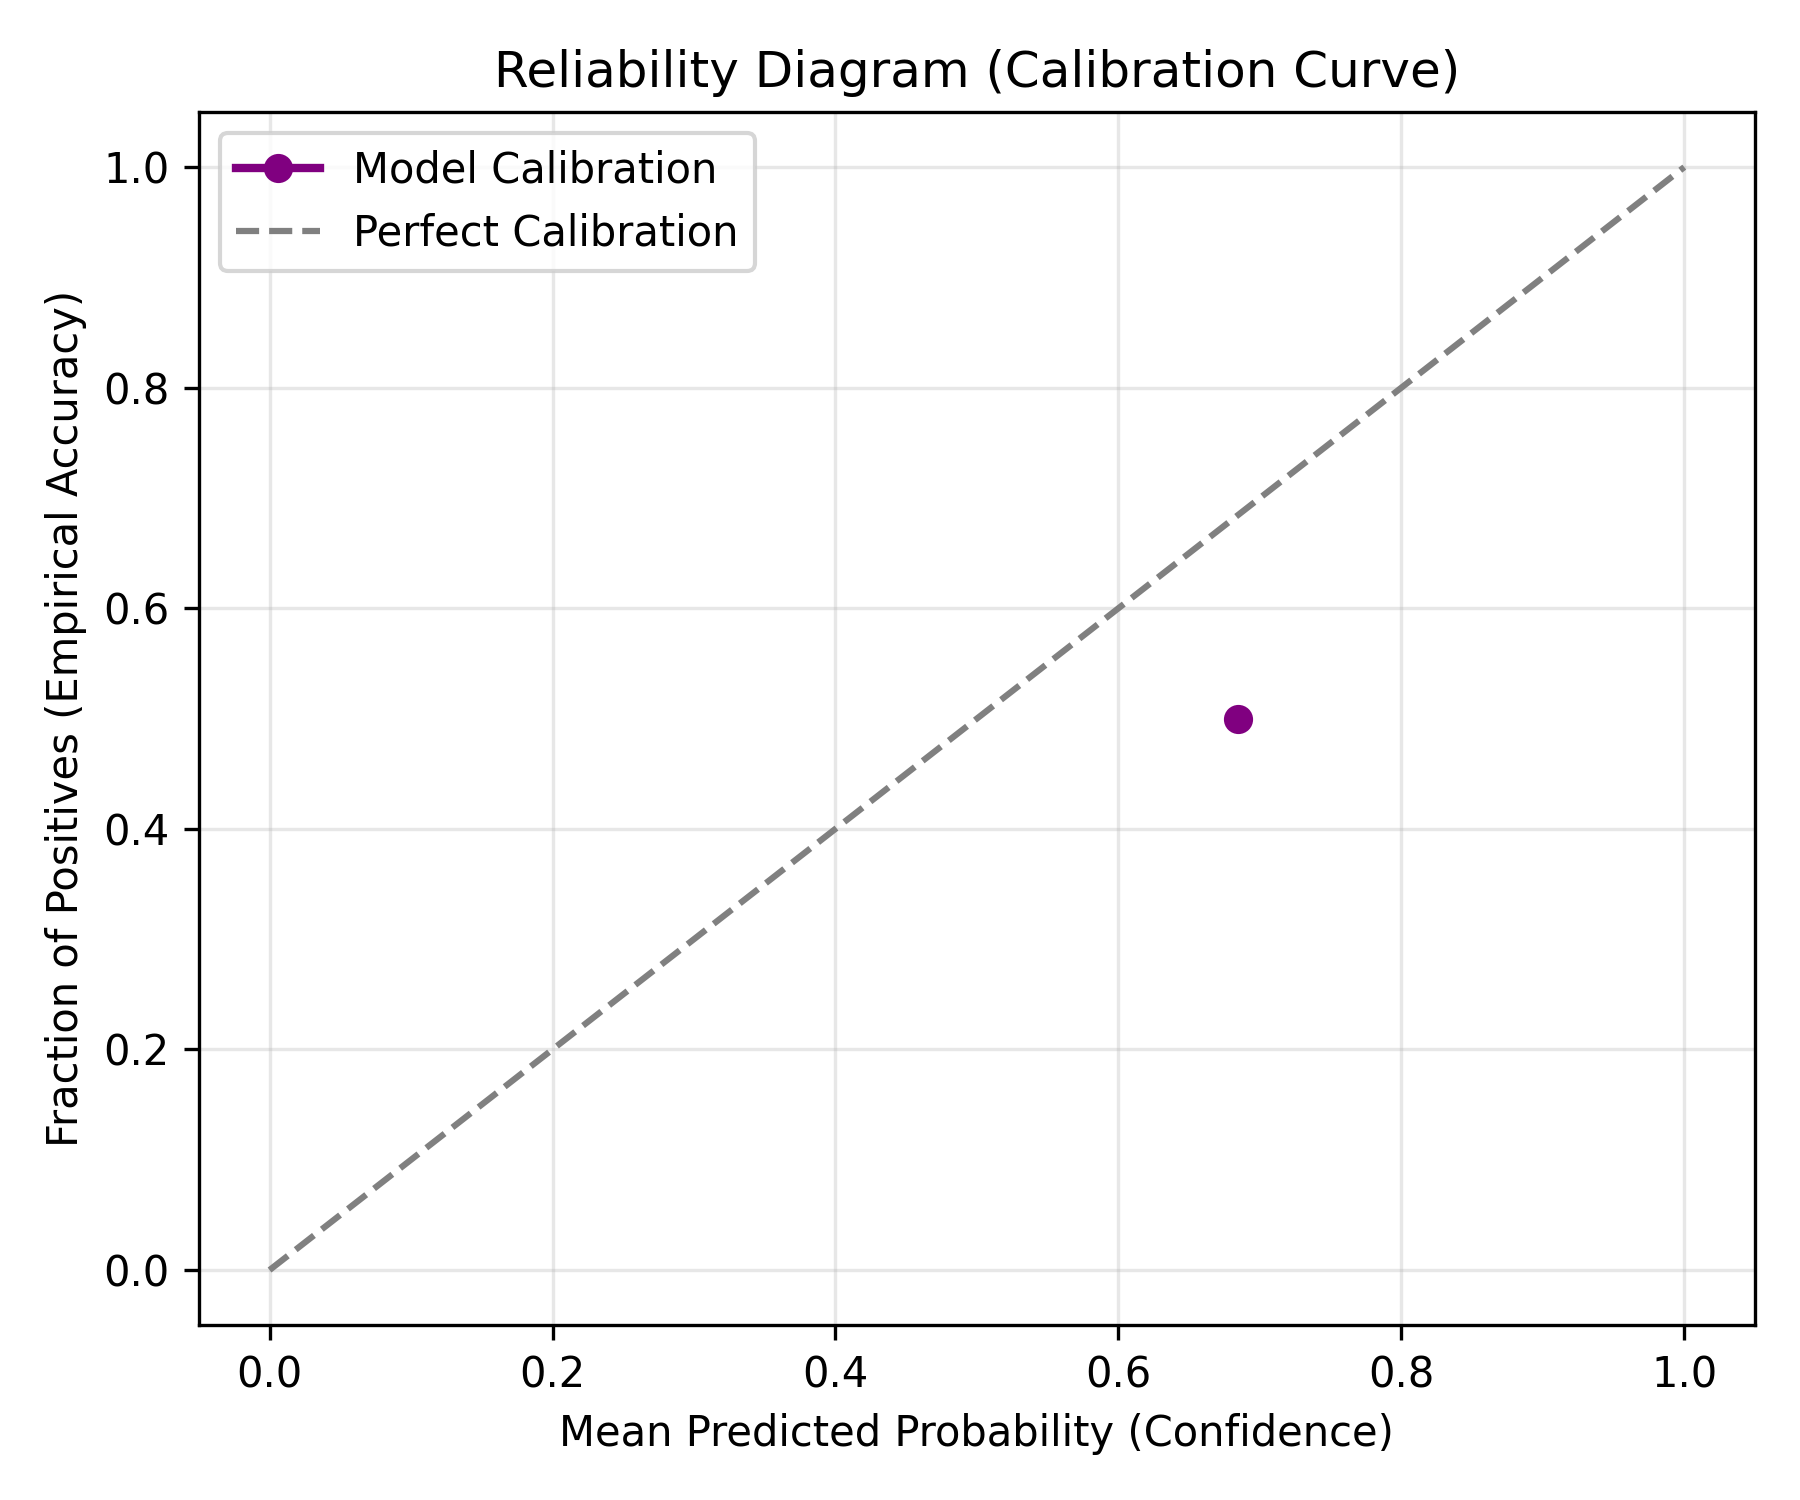 Reliability Diagram (Calibration Curve)
Model Calibration
Perfect Calibration
Fraction of Positives (Empirical Accuracy)
1.0
0.8
0.6
0.4
0.2
0.0
0.0 0.2 0.4 0.6 0.8 1.0
Mean Predicted Probability (Confidence)